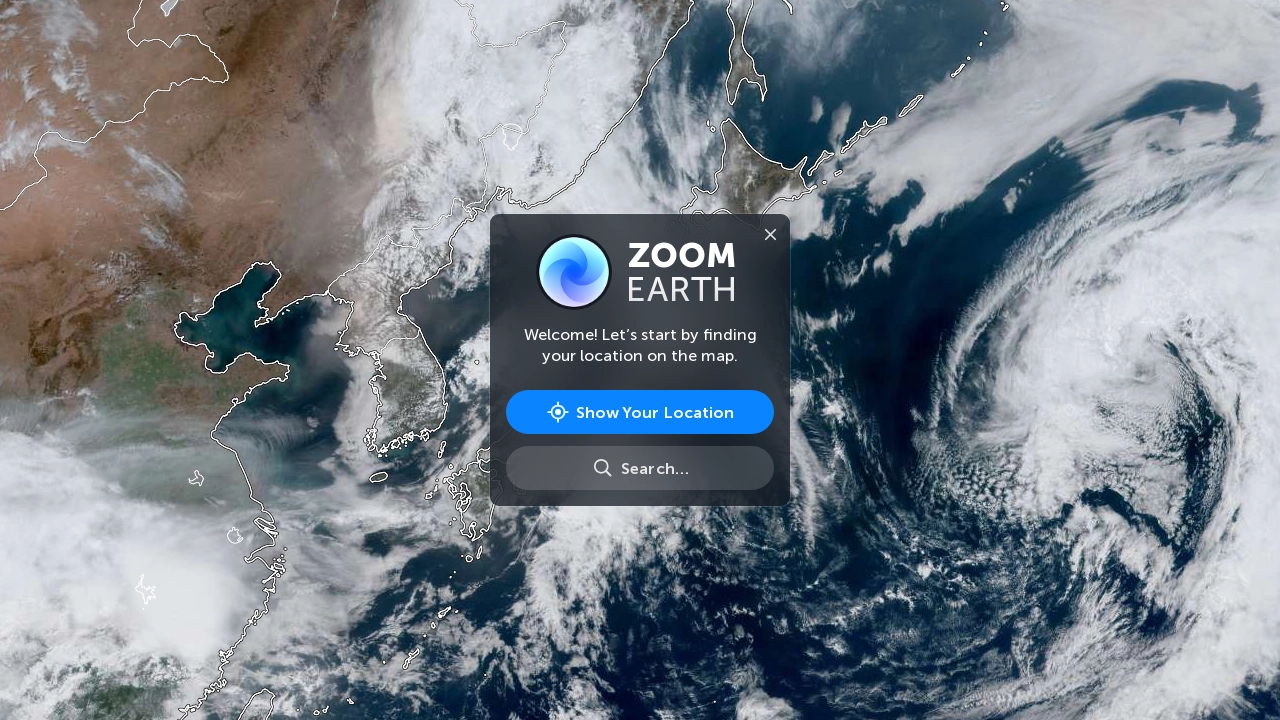 ZOOM
EARTH
Welcome! Let’s start by finding
your location on the map.
Show Your Location
Search...